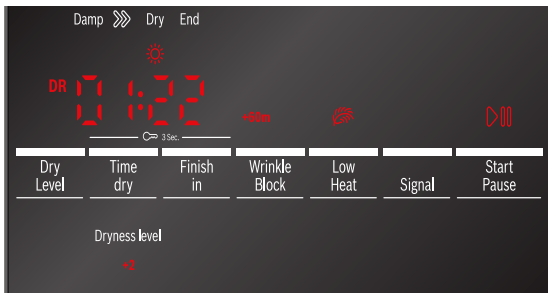 Damp Dry End
DR 01:22
+60m
3 Sec.
Dry Level
Time dry
Finish in
Wrinkle Block
Low Heat
Signal
Start Pause
Dryness level